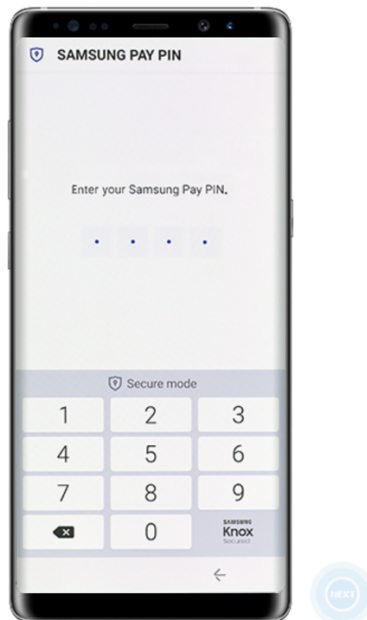 SAMSUNG PAY PIN
Enter your Samsung Pay PIN.
Secure mode
1 2 3
4 5 6
7 8 9
0 SAMSUNG
Knox
Secured
NEXT